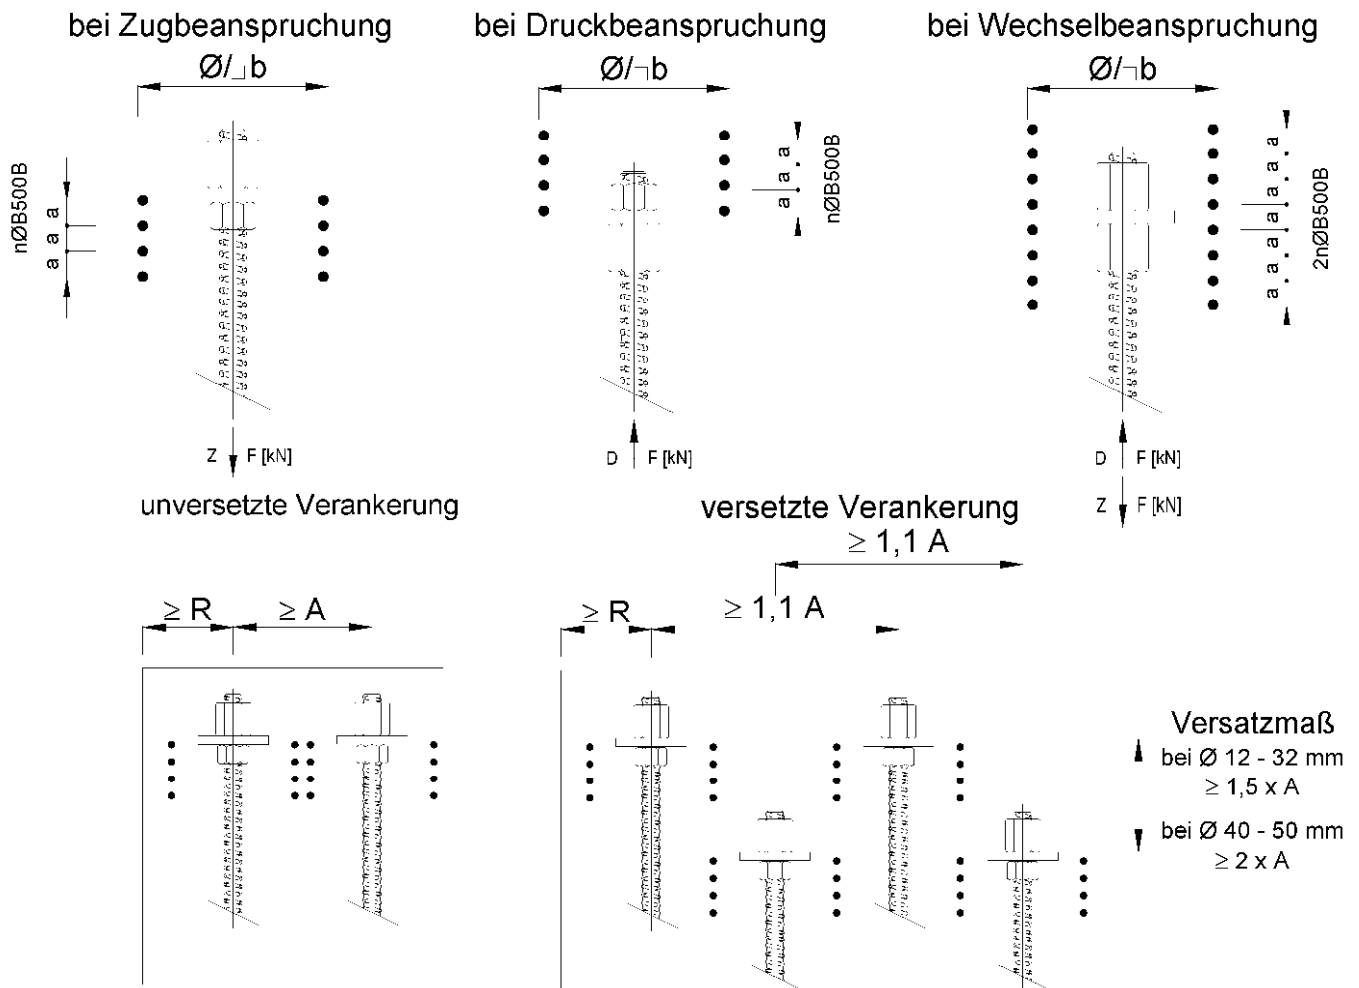 bei Zugbeanspruchung
Ø/⌟b
nØB500B
a a a
Z F [kN]
bei Druckbeanspruchung
Ø/¬b
a a a
nØB500B
D F [kN]
bei Wechselbeanspruchung
Ø/¬b
a a a a a a a
2nØB500B
D F [kN]
Z F [kN]
unversetzte Verankerung
≥ R ≥ A
versetzte Verankerung
≥ 1,1 A
≥ R ≥ 1,1 A
Versatzmaß
bei Ø 12 - 32 mm
≥ 1,5 x A
bei Ø 40 - 50 mm
≥ 2 x A